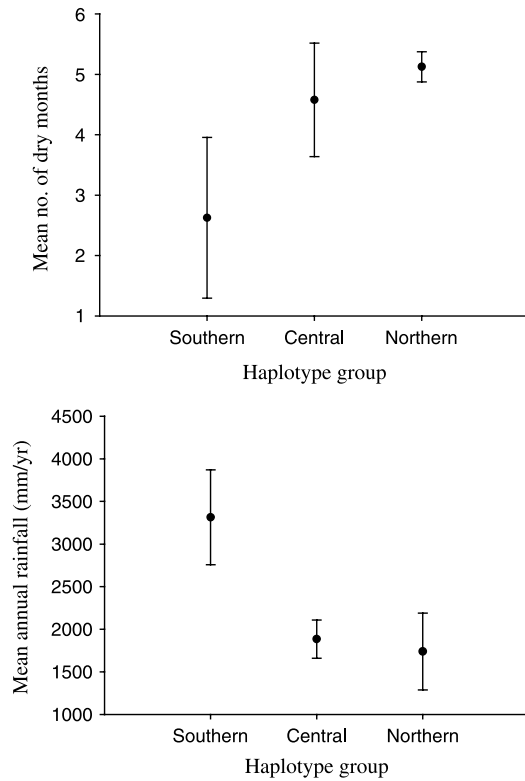 Mean no. of dry months
6
5
4
3
2
1
Southern Central Northern
Haplotype group
Mean annual rainfall (mm/yr)
4500
4000
3500
3000
2500
2000
1500
1000
Southern Central Northern
Haplotype group